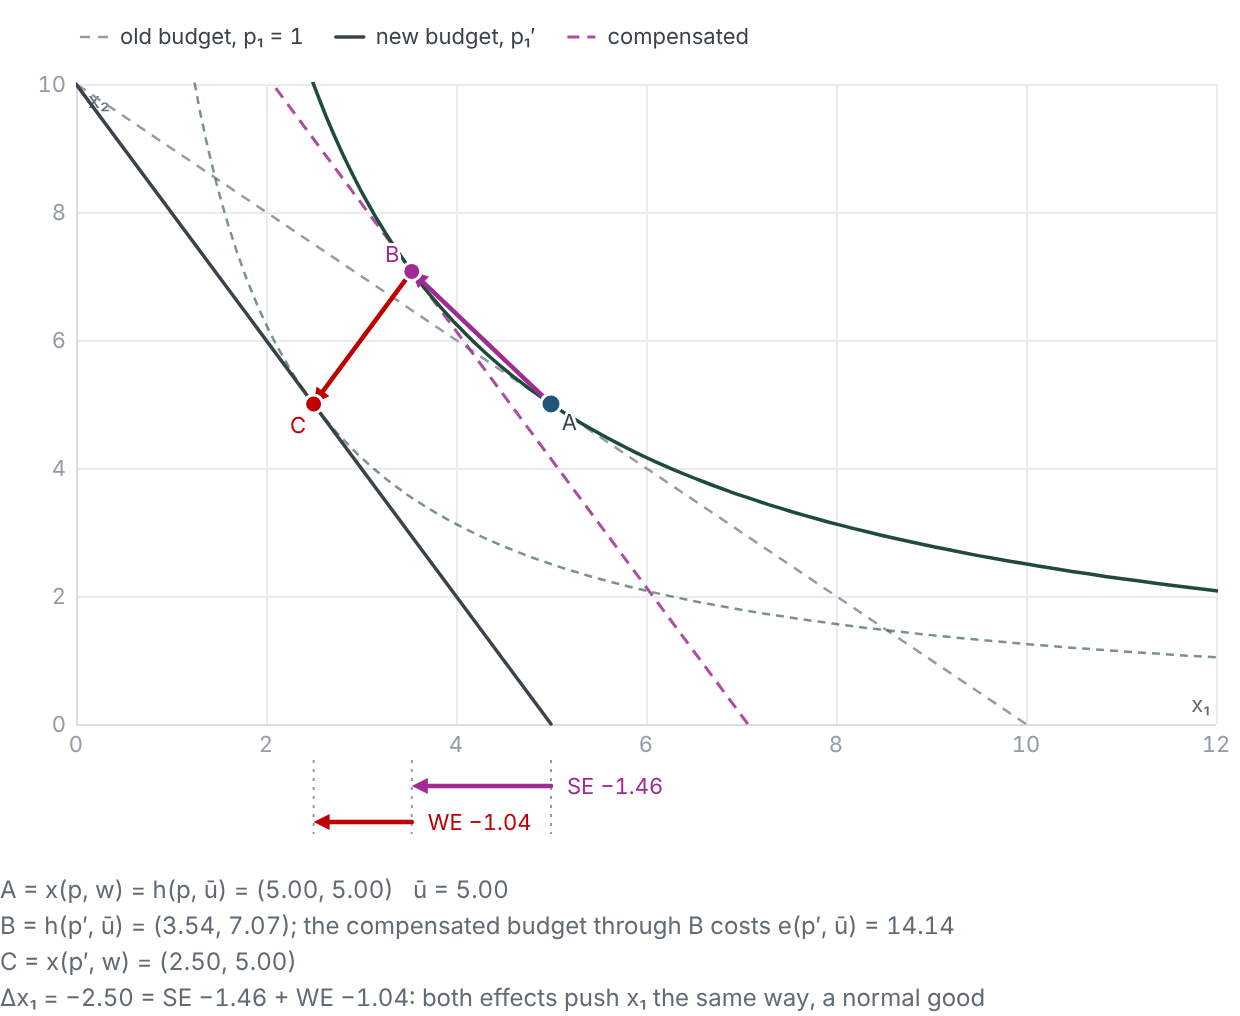 old budget, p₁ = 1 new budget, p₁′ compensated
10
x₂
8
B
6
C
A
4
2
x₁
0
0 2 4 6 8 10 12
SE −1.46
WE −1.04
A = x(p, w) = h(p, ū) = (5.00, 5.00) ū = 5.00
B = h(p′, ū) = (3.54, 7.07); the compensated budget through B costs e(p′, ū) = 14.14
C = x(p′, w) = (2.50, 5.00)
Δx₁ = −2.50 = SE −1.46 + WE −1.04: both effects push x₁ the same way, a normal good